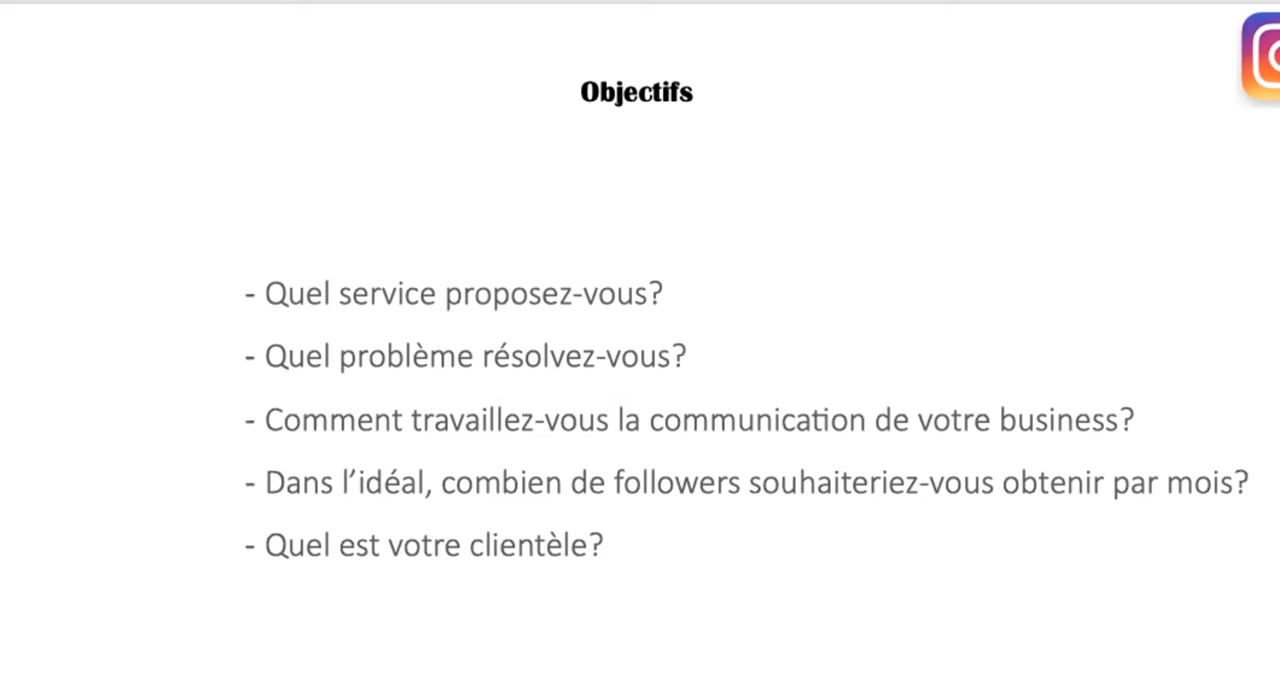 Objectifs
- Quel service proposez-vous?
- Quel problème résolvez-vous?
- Comment travaillez-vous la communication de votre business?
- Dans l’idéal, combien de followers souhaiteriez-vous obtenir par mois?
- Quel est votre clientèle?